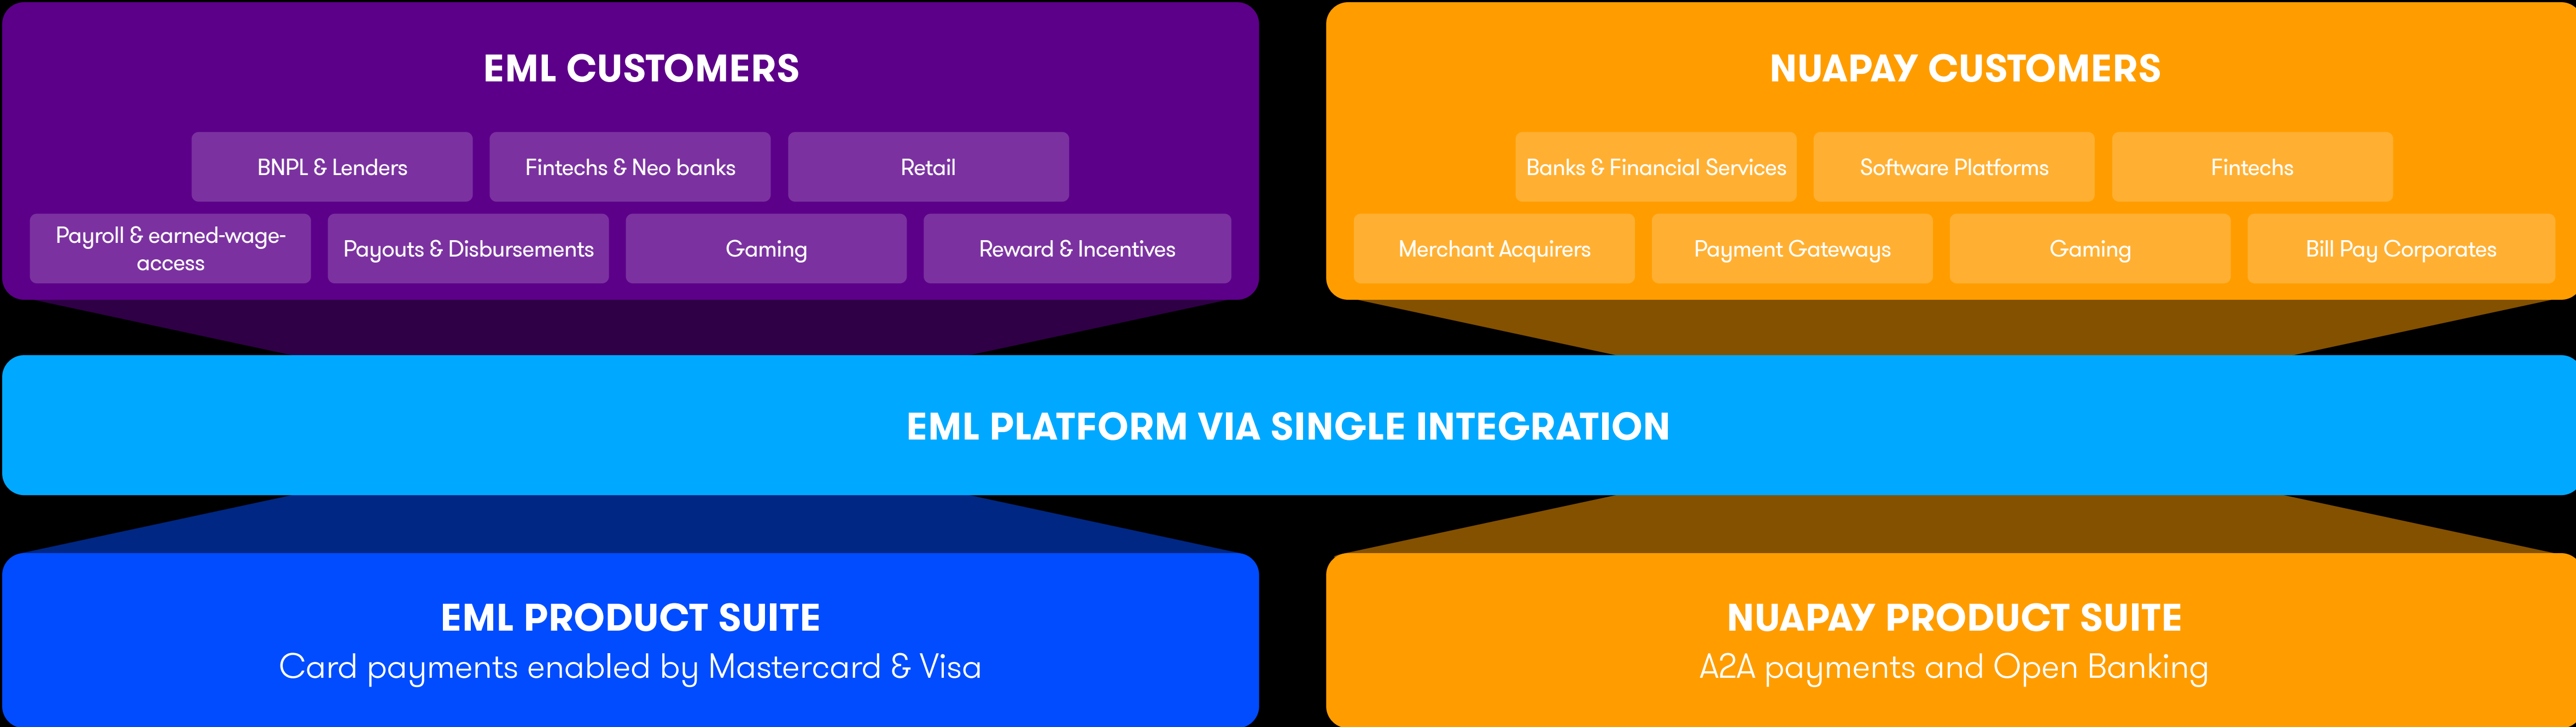 EML CUSTOMERS
BNPL & Lenders
Fintechs & Neo banks
Retail
Payroll & earned-wage-
access
Payouts & Disbursements
Gaming
Reward & Incentives
NUAPAY CUSTOMERS
Banks & Financial Services
Software Platforms
Fintechs
Merchant Acquirers
Payment Gateways
Gaming
Bill Pay Corporates
EML PLATFORM VIA SINGLE INTEGRATION
EML PRODUCT SUITE
Card payments enabled by Mastercard & Visa
NUAPAY PRODUCT SUITE
A2A payments and Open Banking